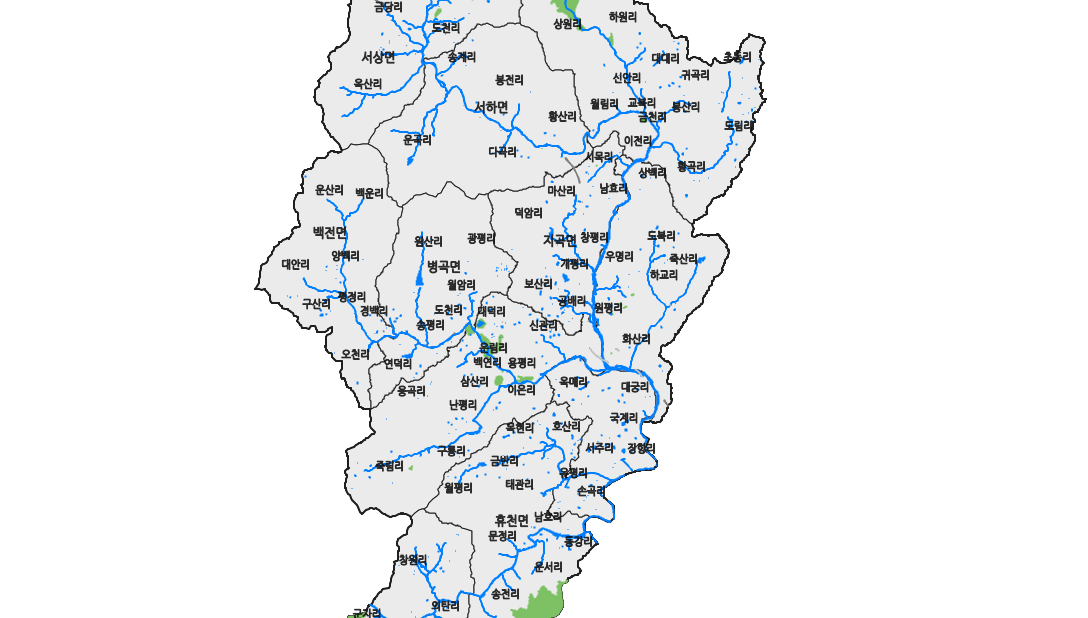 금당리
하원리
상원리
도천리
서상면
송계리
대대리
초동리
귀곡리
신안리
봉전리
옥산리
서하면
월림리
교북리
봉산리
황산리
금천리
도림리
운곡리
이전리
다곡리
서목리
황곡리
상백리
운산리
백운리
마산리
남효리
덕암리
백전면
원산리
광평리
지곡면
창평리
도북리
양백리
우명리
죽산리
대안리
병곡면
개평리
하교리
월암리
보산리
구산리
평정리
공배리
원평리
경백리
도천리
태덕리
송평리
신관리
화산리
오천리
운림리
연덕리
백연리
용평리
삼산리
옥매리
대궁리
웅곡리
이은리
난평리
국계리
옥현리
호산리
구룡리
서주리
장항리
죽림리
금반리
유평리
월평리
태관리
손곡리
휴천면
남호리
문정리
동강리
창원리
운서리
송전리
의탄리
군자리